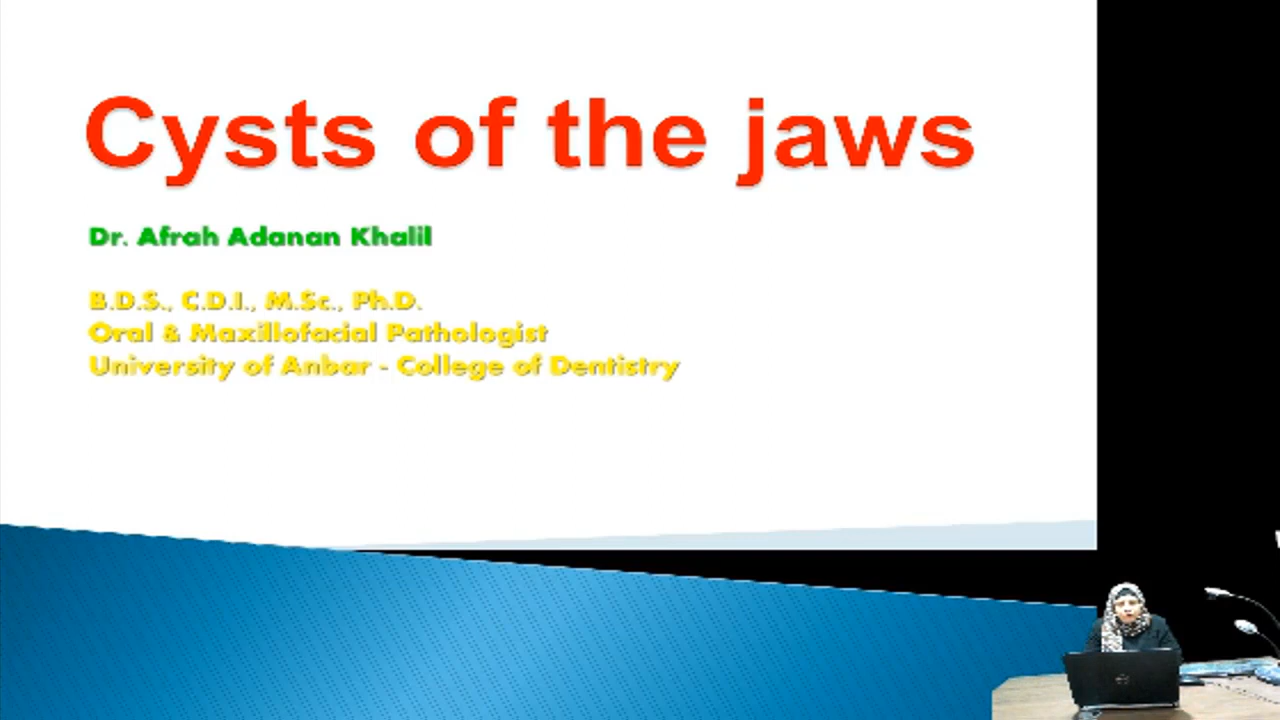 Cysts of the jaws
Dr. Afrah Adanan Khalil
B.D.S., C.D.I., M.Sc., Ph.D.
Oral & Maxillofacial Pathologist
University of Anbar - College of Dentistry